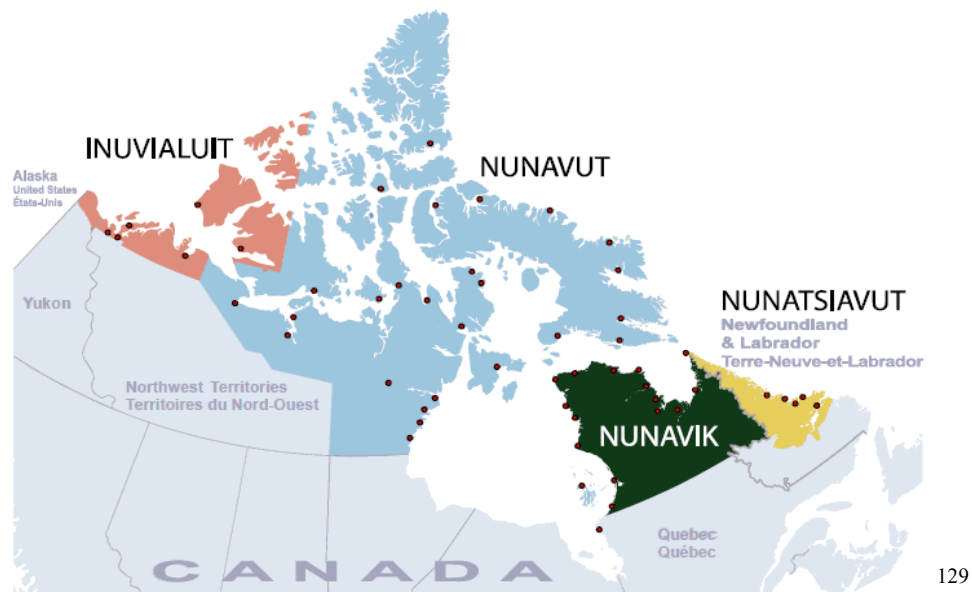 INUVIALUIT
NUNAVUT
Alaska
United States
États-Unis
Yukon
NUNATSIAVUT
Newfoundland
& Labrador
Terre-Neuve-et-Labrador
Northwest Territories
Territoires du Nord-Ouest
NUNAVIK
Quebec
Québec
CANADA
129